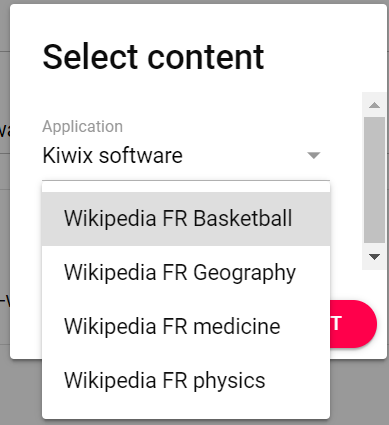 Select content
Application
Kiwix software
Wikipedia FR Basketball
Wikipedia FR Geography
Wikipedia FR medicine
Wikipedia FR physics
T